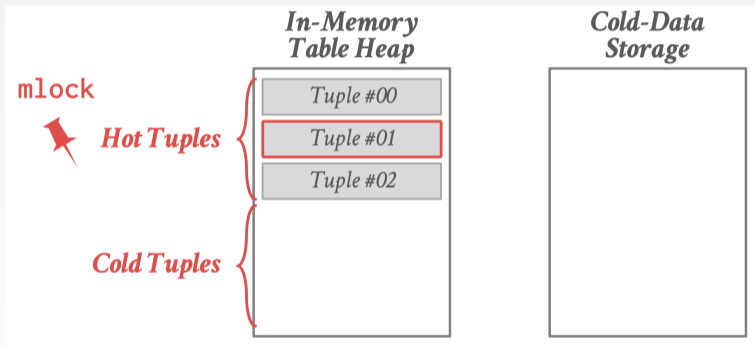 In-Memory
Table Heap
Cold-Data
Storage
mlock
Hot Tuples
Tuple #00
Tuple #01
Tuple #02
Cold Tuples